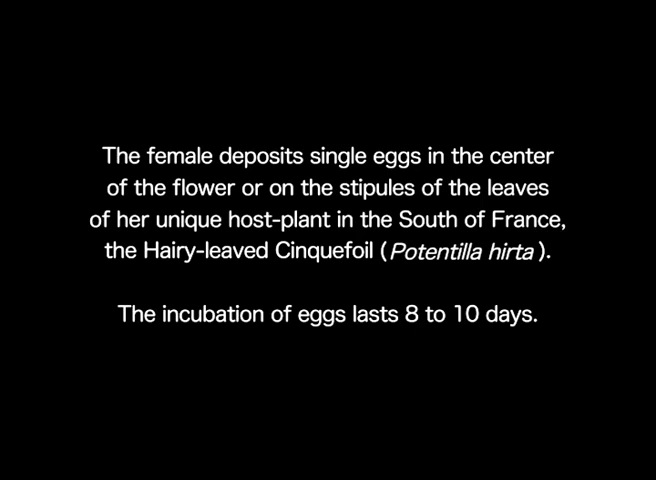 The female deposits single eggs in the center
of the flower or on the stipules of the leaves
of her unique host-plant in the South of France,
the Hairy-leaved Cinquefoil (Potentilla hirta).
The incubation of eggs lasts 8 to 10 days.